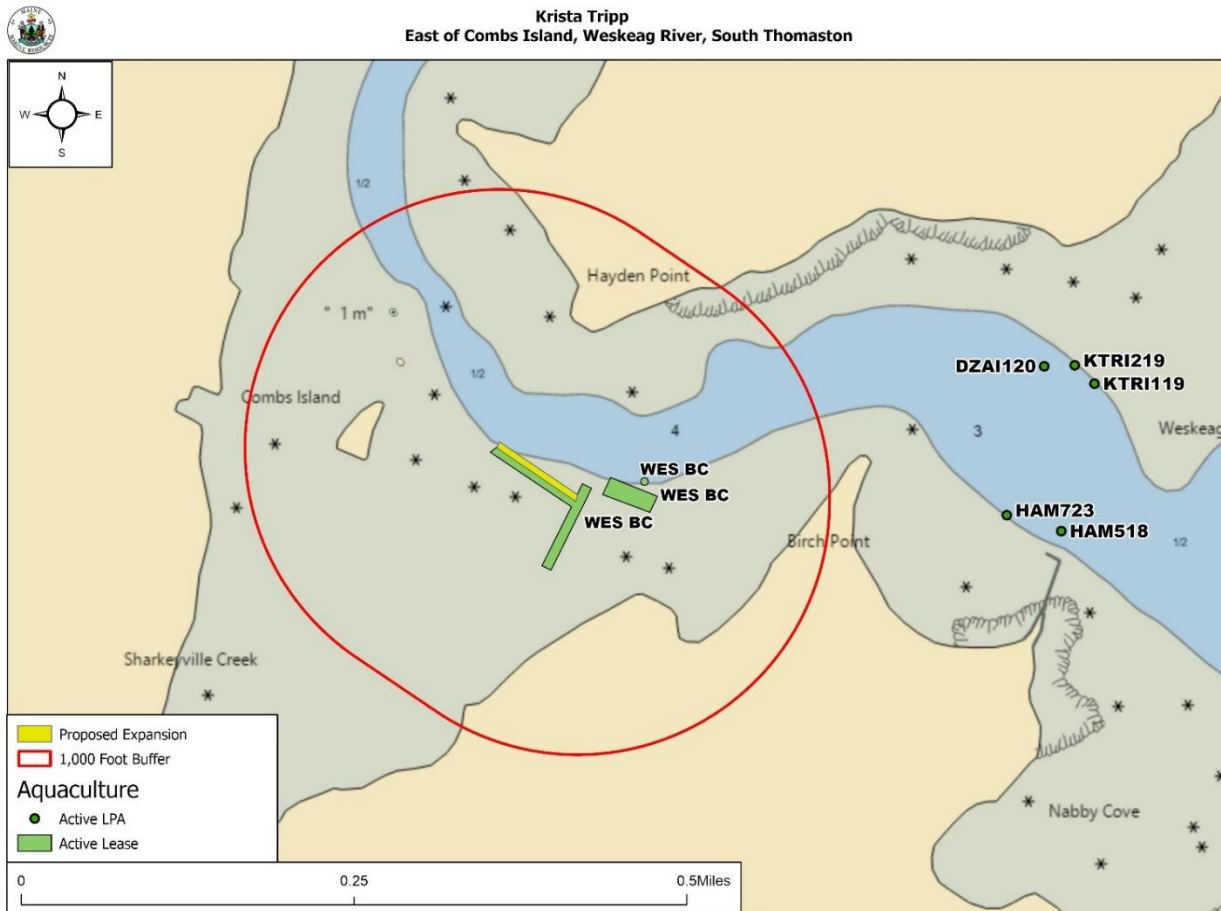 Krista Tripp
East of Combs Island, Weskeag River, South Thomaston
N
W
E
S
1/2
Hayden Point
" 1 m"
1/2
Combs Island
DZAI120
KTRI219
KTRI119
4
3
Weskeag
WES BC
WES BC
WES BC
HAM723
HAM518
Birch Point
1/2
Sharkeyville Creek
Nabby Cove
Proposed Expansion
1,000 Foot Buffer
Aquaculture
Active LPA
Active Lease
0
0.25
0.5Miles